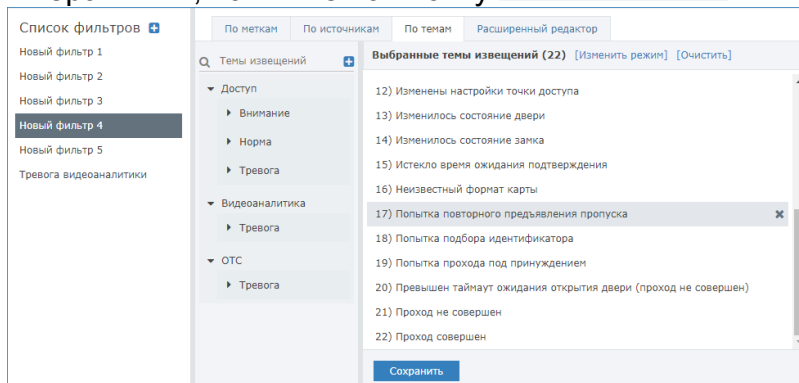 Список фильтров
Новый фильтр 1
Новый фильтр 2
Новый фильтр 3
Новый фильтр 4
Новый фильтр 5
Тревога видеоаналитики
По меткам По источникам По темам Расширенный редактор
Темы извещений
Доступ
Внимание
Норма
Тревога
Видеоаналитика
Тревога
ОТС
Тревога
Выбранные темы извещений (22) [Изменить режим] [Очистить]
12) Изменены настройки точки доступа
13) Изменилось состояние двери
14) Изменилось состояние замка
15) Истекло время ожидания подтверждения
16) Неизвестный формат карты
17) Попытка повторного предъявления пропуска
18) Попытка подбора идентификатора
19) Попытка прохода под принуждением
20) Превышен таймаут ожидания открытия двери (проход не совершен)
21) Проход не совершен
22) Проход совершен
Сохранить